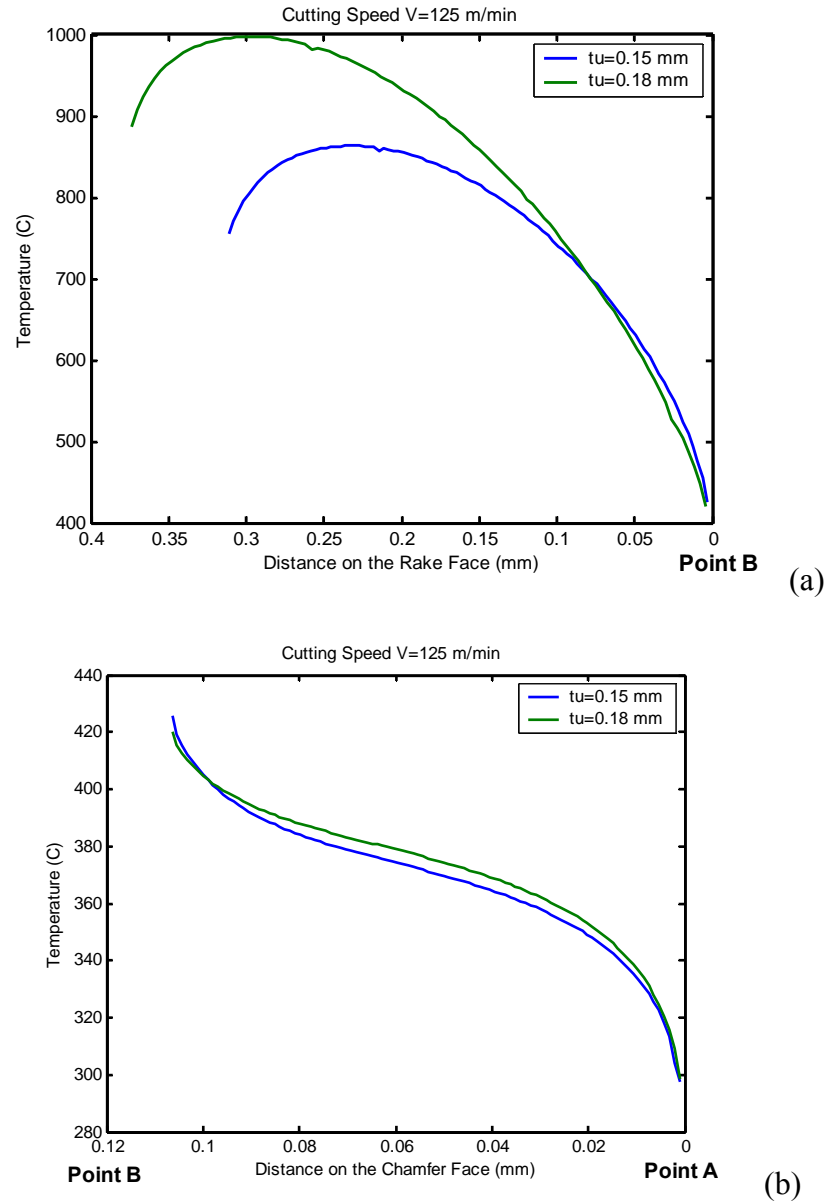 Cutting Speed V=125 m/min
1000
900
800
700
600
500
400
Temperature (C)
tu=0.15 mm
tu=0.18 mm
0.4 0.35 0.3 0.25 0.2 0.15 0.1 0.05 0
Distance on the Rake Face (mm)
Point B
(a)
Cutting Speed V=125 m/min
440
420
400
380
360
340
320
300
280
Temperature (C)
tu=0.15 mm
tu=0.18 mm
0.12 0.1 0.08 0.06 0.04 0.02 0
Point B Distance on the Chamfer Face (mm) Point A
(b)